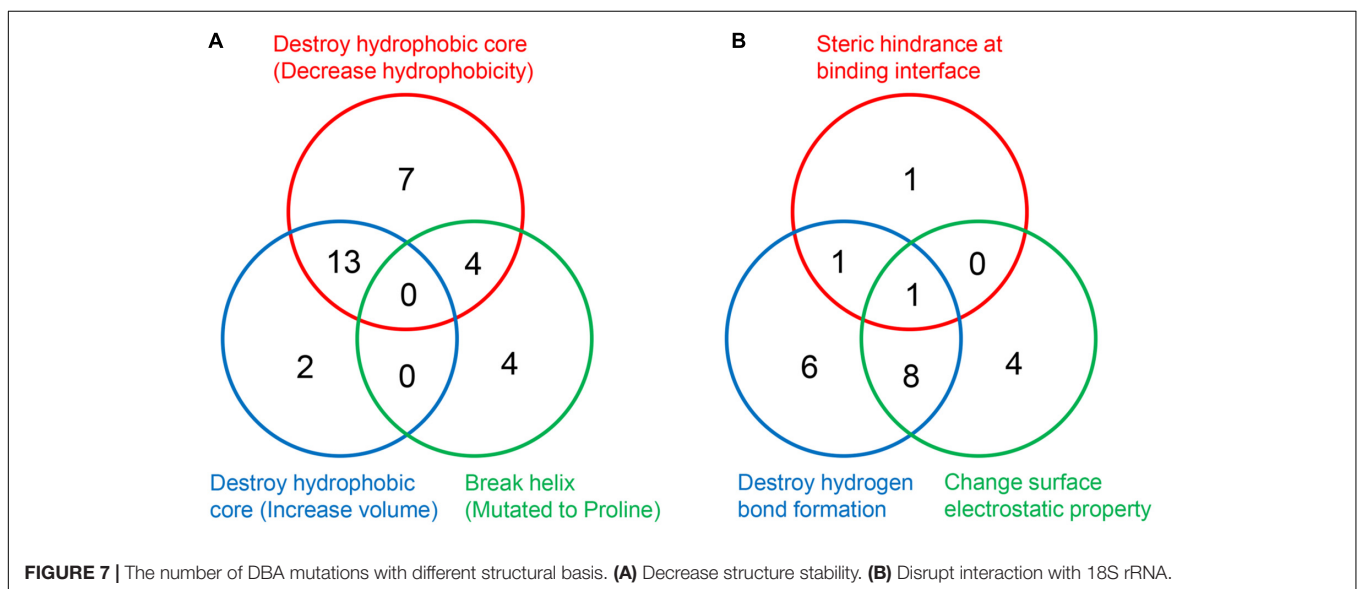 A
Destroy hydrophobic core
(Decrease hydrophobicity)
7
13
4
0
2
0
4
Destroy hydrophobic
core (Increase volume)
Break helix
(Mutated to Proline)
B
Steric hindrance at
binding interface
1
1
0
1
6
8
4
Destroy hydrogen
bond formation
Change surface
electrostatic property
FIGURE 7 | The number of DBA mutations with different structural basis. (A) Decrease structure stability. (B) Disrupt interaction with 18S rRNA.